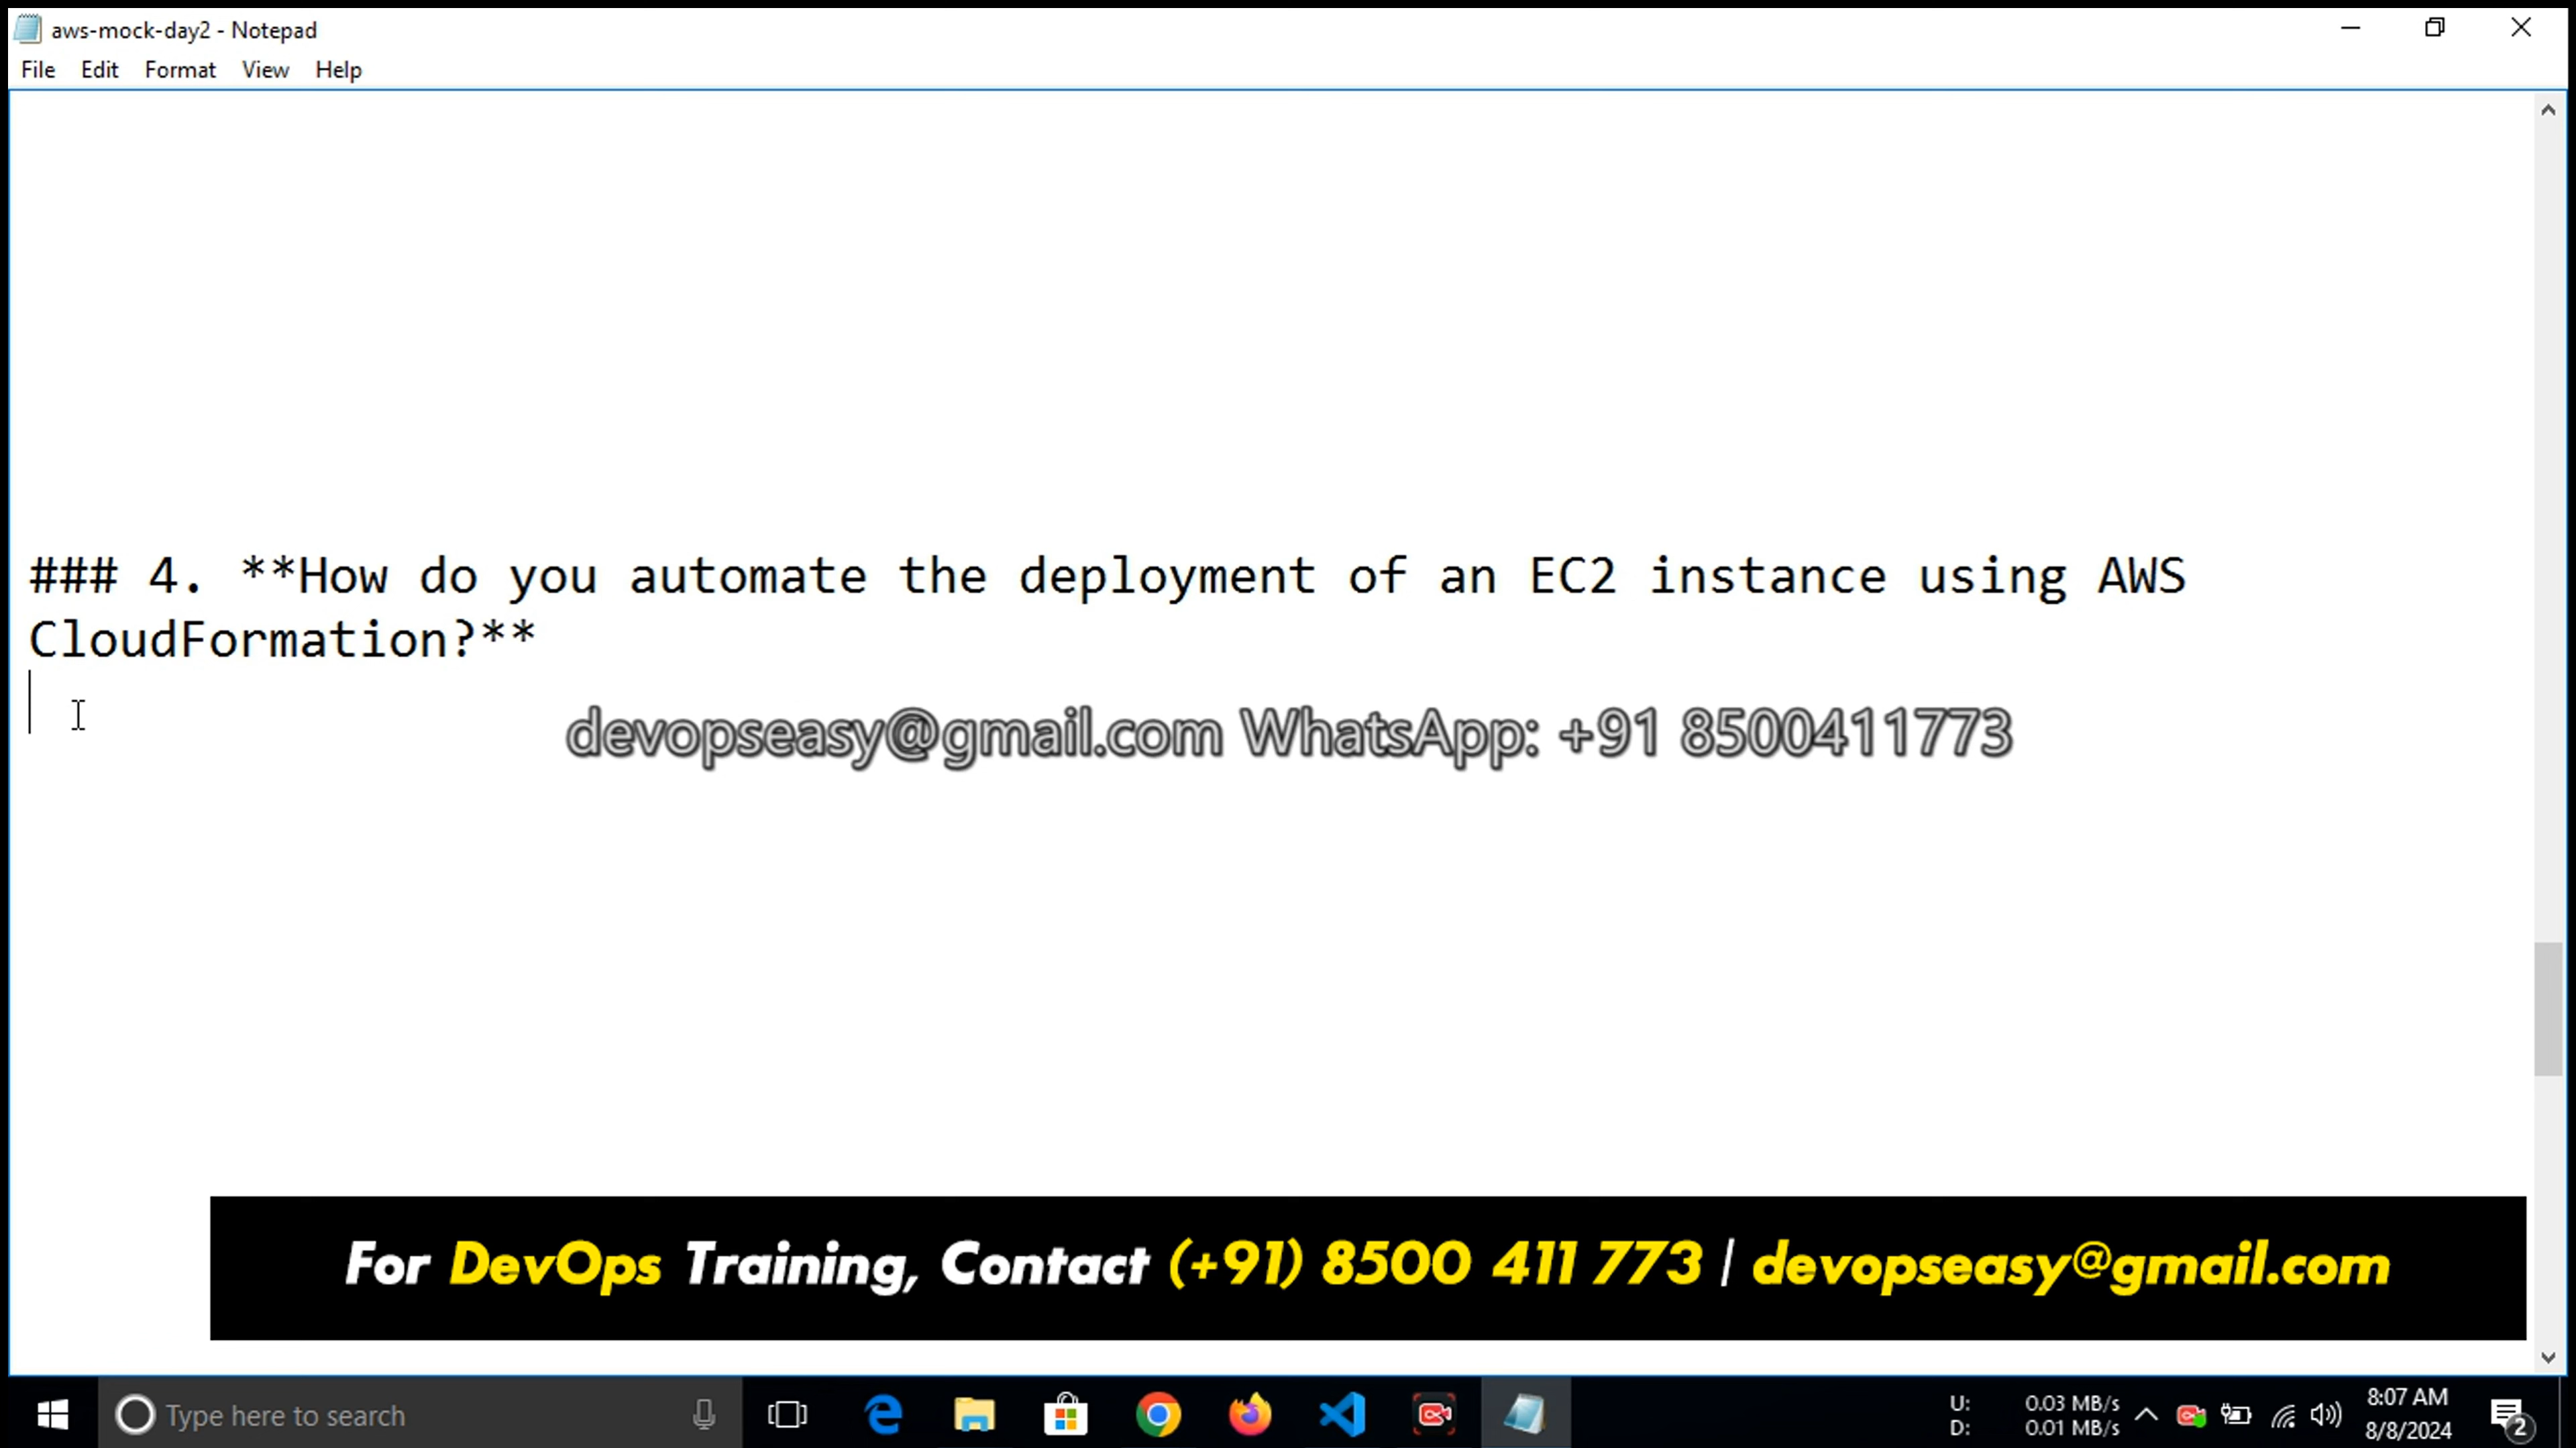 aws-mock-day2 - Notepad
File Edit Format View Help
### 4. **How do you automate the deployment of an EC2 instance using AWS
CloudFormation?**
devopseasy@gmail.com WhatsApp: +91 8500411773
For DevOps Training, Contact (+91) 8500 411 773 | devopseasy@gmail.com
Type here to search
U: 0.03 MB/s
D: 0.01 MB/s
8:07 AM
8/8/2024
2